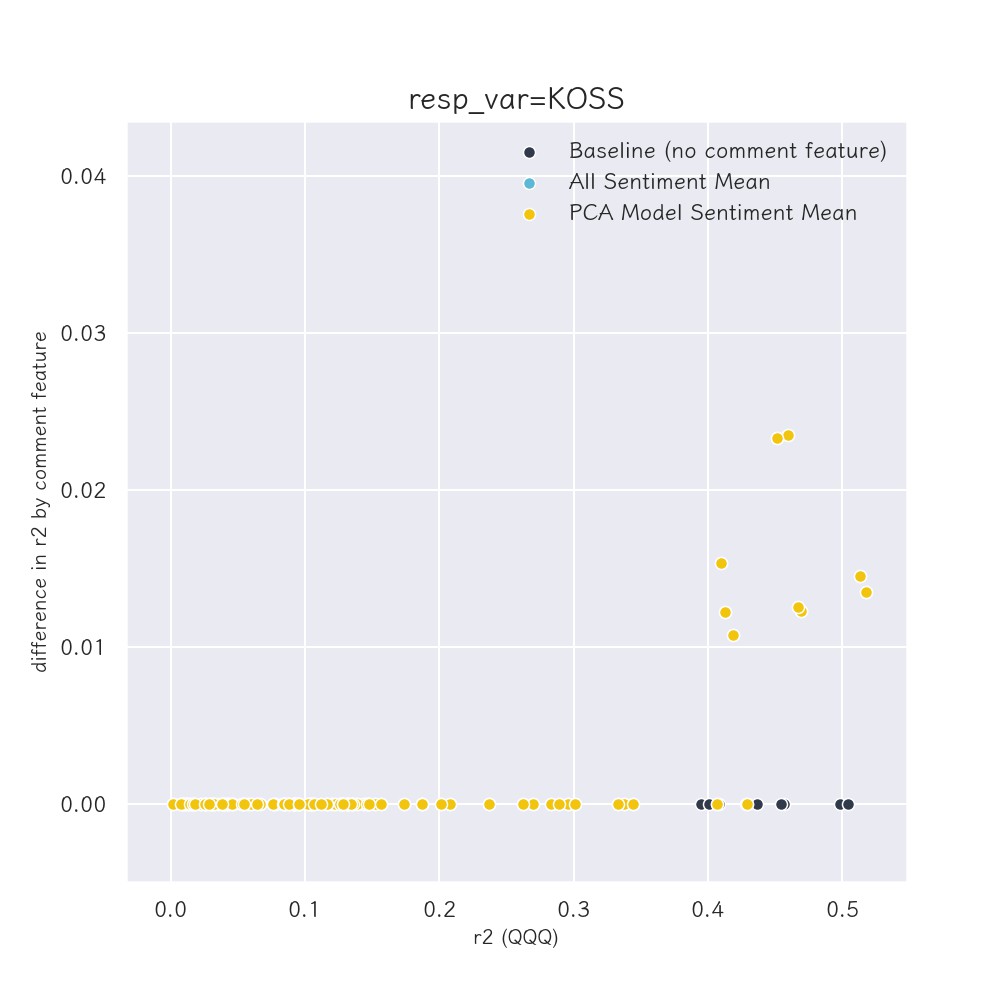 resp_var=KOSS
Baseline (no comment feature)
All Sentiment Mean
PCA Model Sentiment Mean
0.04
0.03
0.02
0.01
0.00
difference in r2 by comment feature
0.0 0.1 0.2 0.3 0.4 0.5
r2 (QQQ)